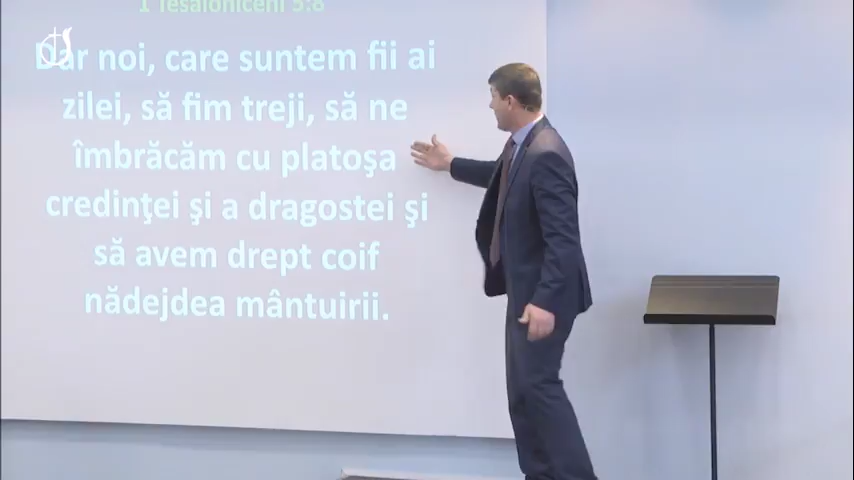 1 Tesaloniceni 5:8
Dar noi, care suntem fii ai
zilei, să fim treji, să ne
îmbrăcăm cu platoşa
credinţei şi a dragostei şi
să avem drept coif
nădejdea mântuirii.